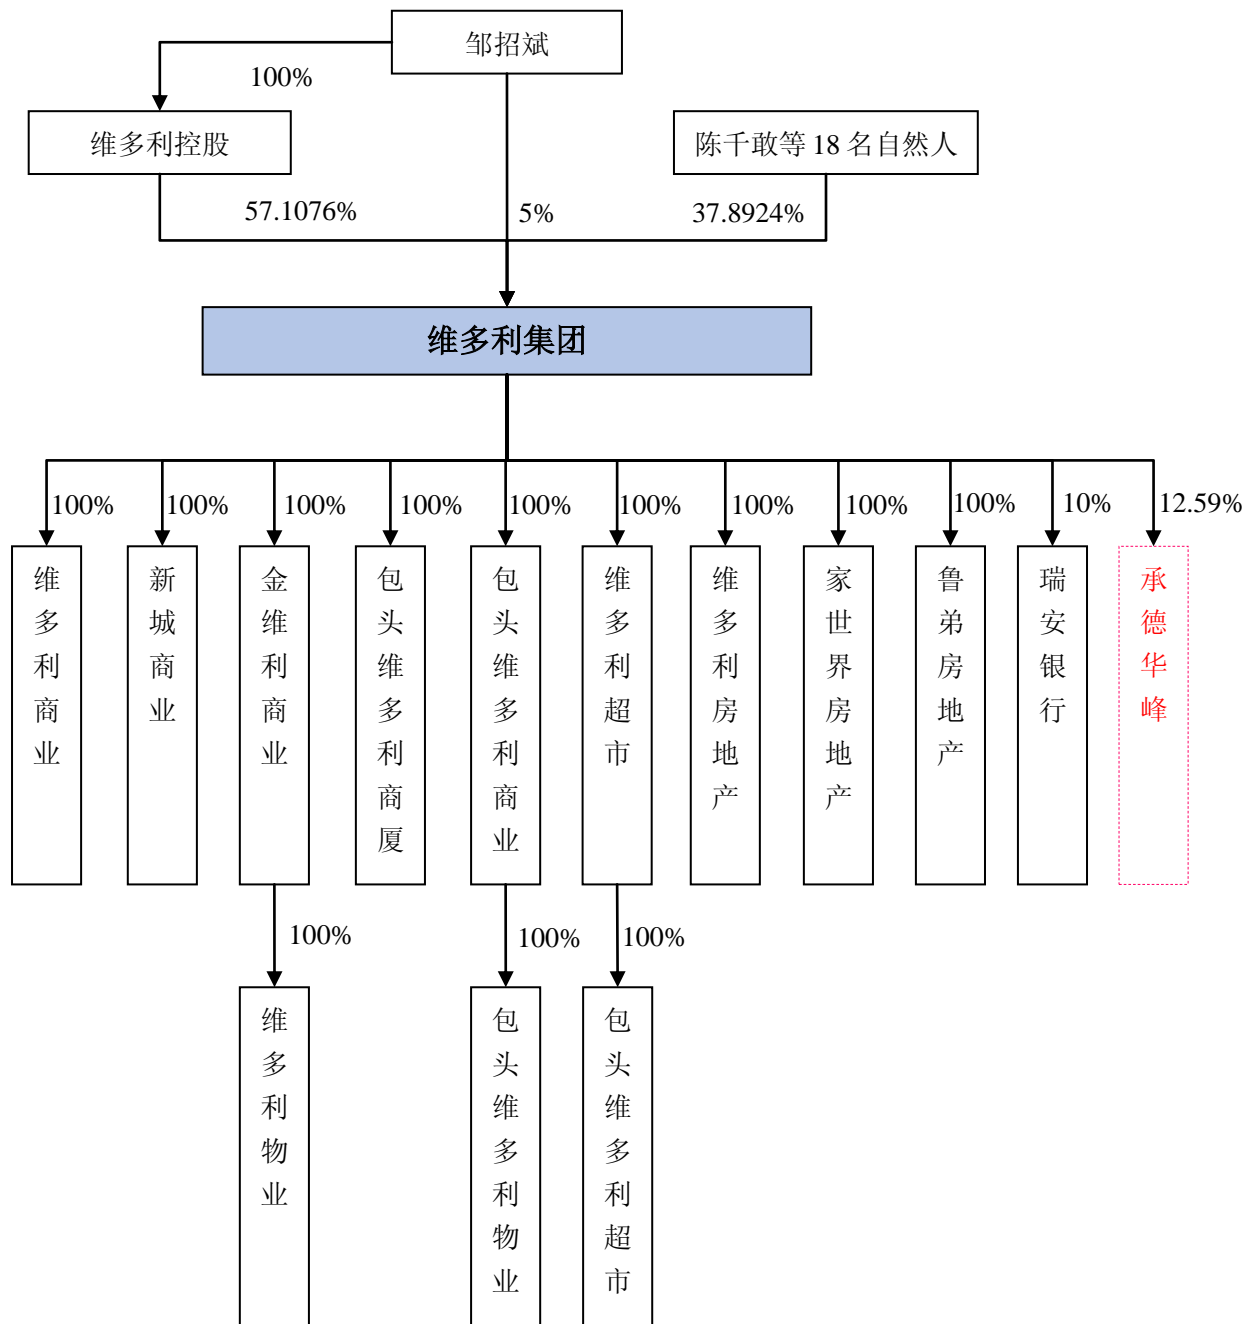 邹招斌
100%
维多利控股
陈千敢等 18 名自然人
57.1076%
5%
37.8924%
维多利集团
100%
100%
100%
100%
100%
100%
100%
100%
100%
10%
12.59%
维多利商业
新城商业
金维利商业
包头维多利商厦
包头维多利商业
维多利超市
维多利房地产
家世界房地产
鲁弟房地产
瑞安银行
承德华峰
100%
100%
100%
维多利物业
包头维多利物业
包头维多利超市